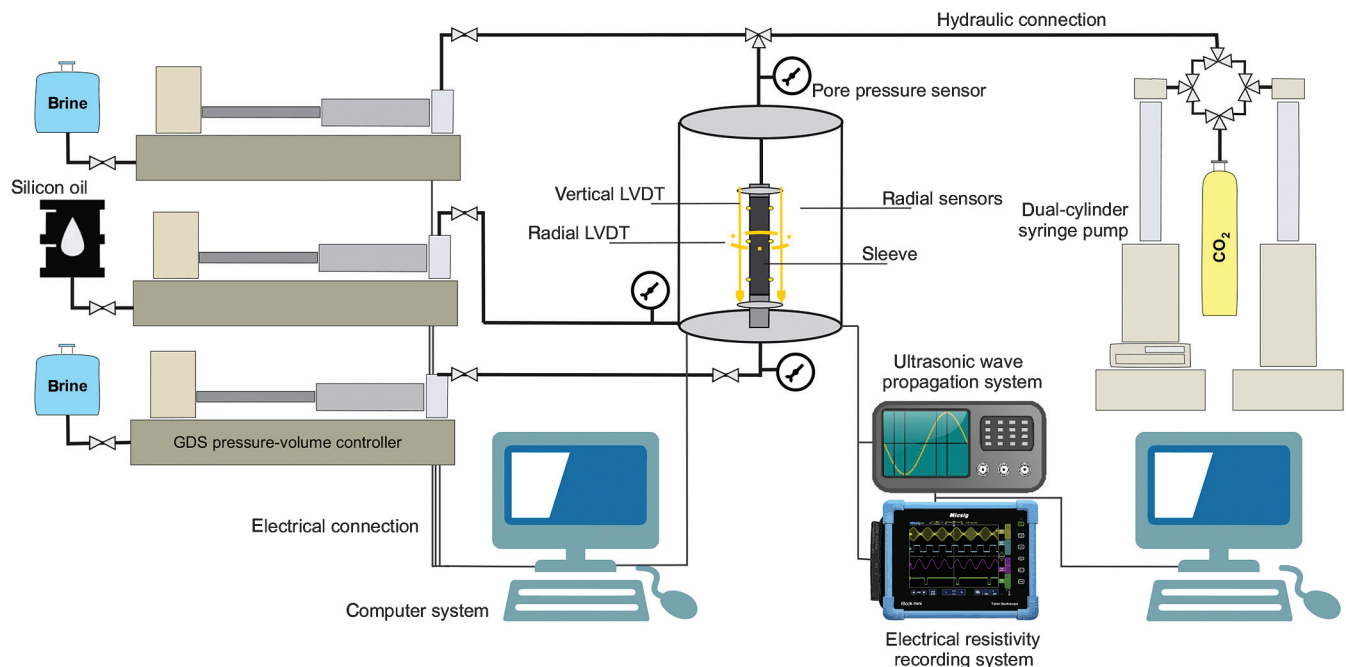 Hydraulic connection
Brine
Pore pressure sensor
Silicon oil
Vertical LVDT
Radial sensors
Radial LVDT
Dual-cylinder
syringe pump
CO₂
Sleeve
Brine
Ultrasonic wave
propagation system
GDS pressure-volume controller
Electrical connection
Micsig
Computer system
Electrical resistivity
recording system